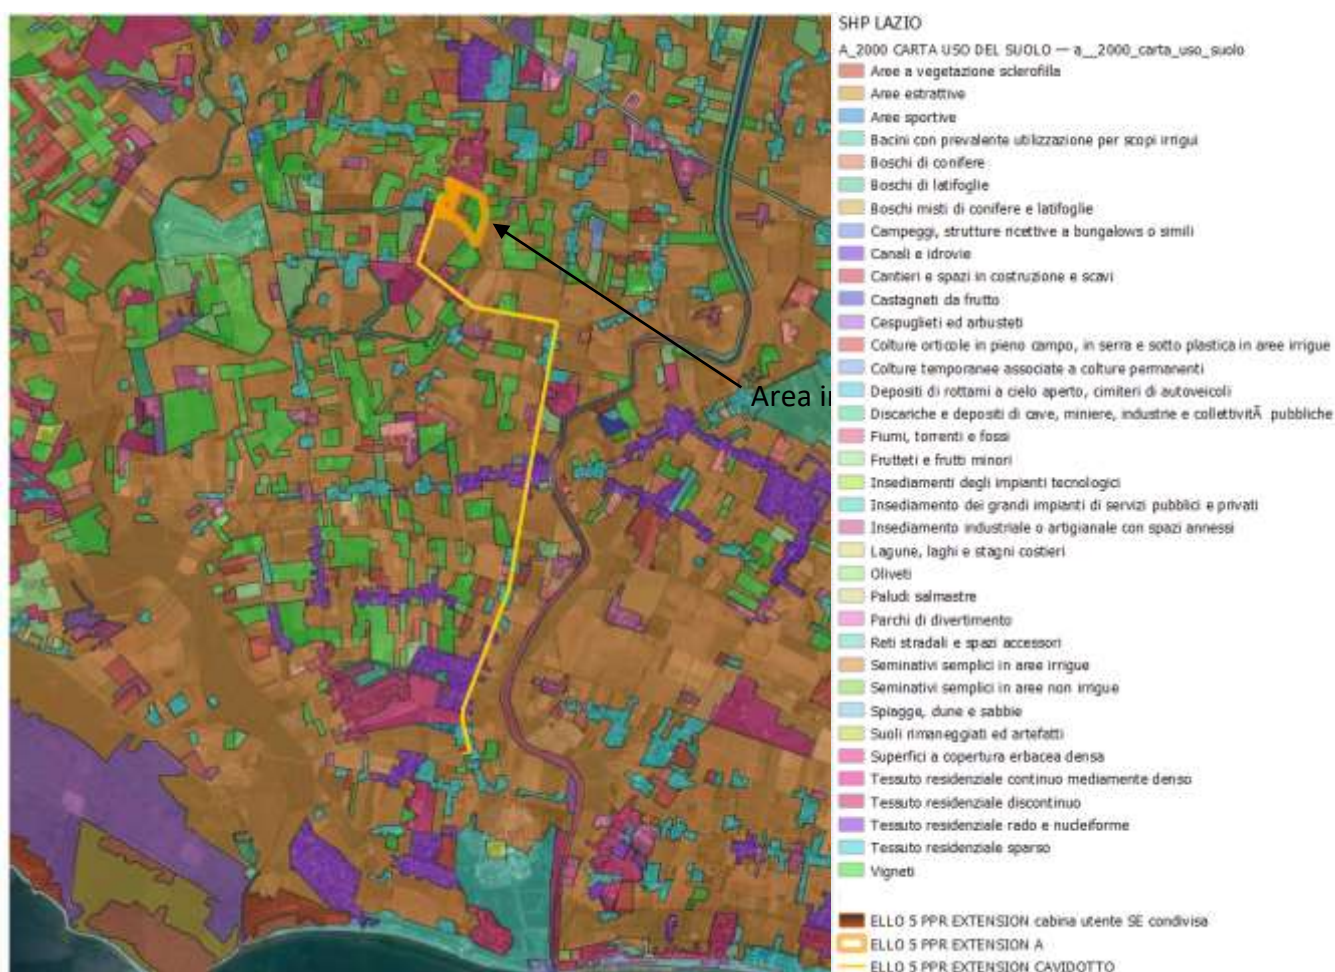 SHP LAZIO
A_2000 CARTA USO DEL SUOLO — a__2000_carta_uso_suolo
Aree a vegetazione sclerofilla
Aree estrattive
Aree sportive
Bacini con prevalente utilizzazione per scopi irrigui
Boschi di conifere
Boschi di latifoglie
Boschi misti di conifere e latifoglie
Campeggi, strutture ricettive a bungalows o simili
Canali e idrovie
Cantieri e spazi in costruzione e scavi
Castagneti da frutto
Cespuglieti ed arbusteti
Colture orticole in pieno campo, in serra e sotto plastica in aree irrigue
Colture temporanee associate a colture permanenti
Depositi di rottami a cielo aperto, cimiteri di autoveicoli
Discariche e depositi di cave, miniere, industrie e collettivitÃ pubbliche
Fiumi, torrenti e fossi
Frutteti e frutti minori
Insediamenti degli impianti tecnologici
Insediamento dei grandi impianti di servizi pubblici e privati
Insediamento industriale o artigianale con spazi annessi
Lagune, laghi e stagni costieri
Oliveti
Paludi salmastre
Parchi di divertimento
Reti stradali e spazi accessori
Seminativi semplici in aree irrigue
Seminativi semplici in aree non irrigue
Spiagge, dune e sabbie
Suoli rimaneggiati ed artefatti
Superfici a copertura erbacea densa
Tessuto residenziale continuo mediamente denso
Tessuto residenziale discontinuo
Tessuto residenziale rado e nucleiforme
Tessuto residenziale sparso
Vigneti
ELLO 5 PPR EXTENSION cabina utente SE condivisa
ELLO 5 PPR EXTENSION A
ELLO 5 PPR EXTENSION CAVIDOTTO
Area i